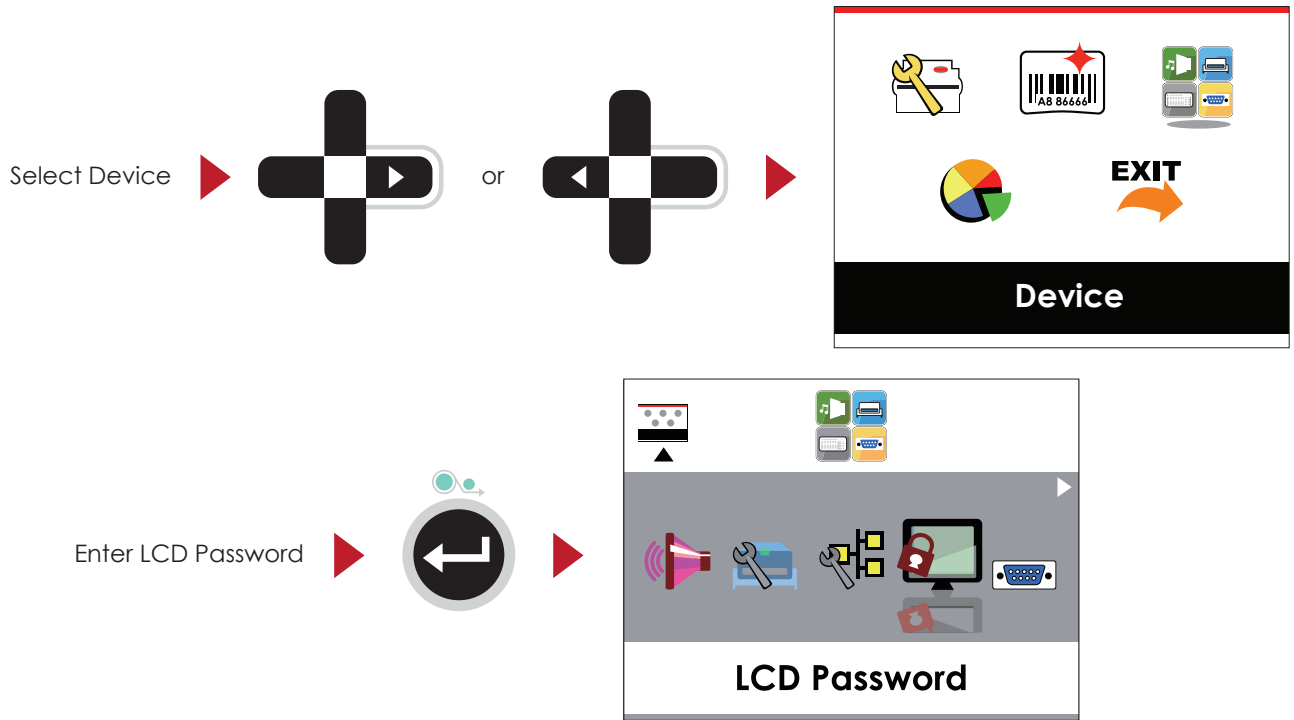 A8 86666
EXIT
Select Device
or
Device
Enter LCD Password
LCD Password